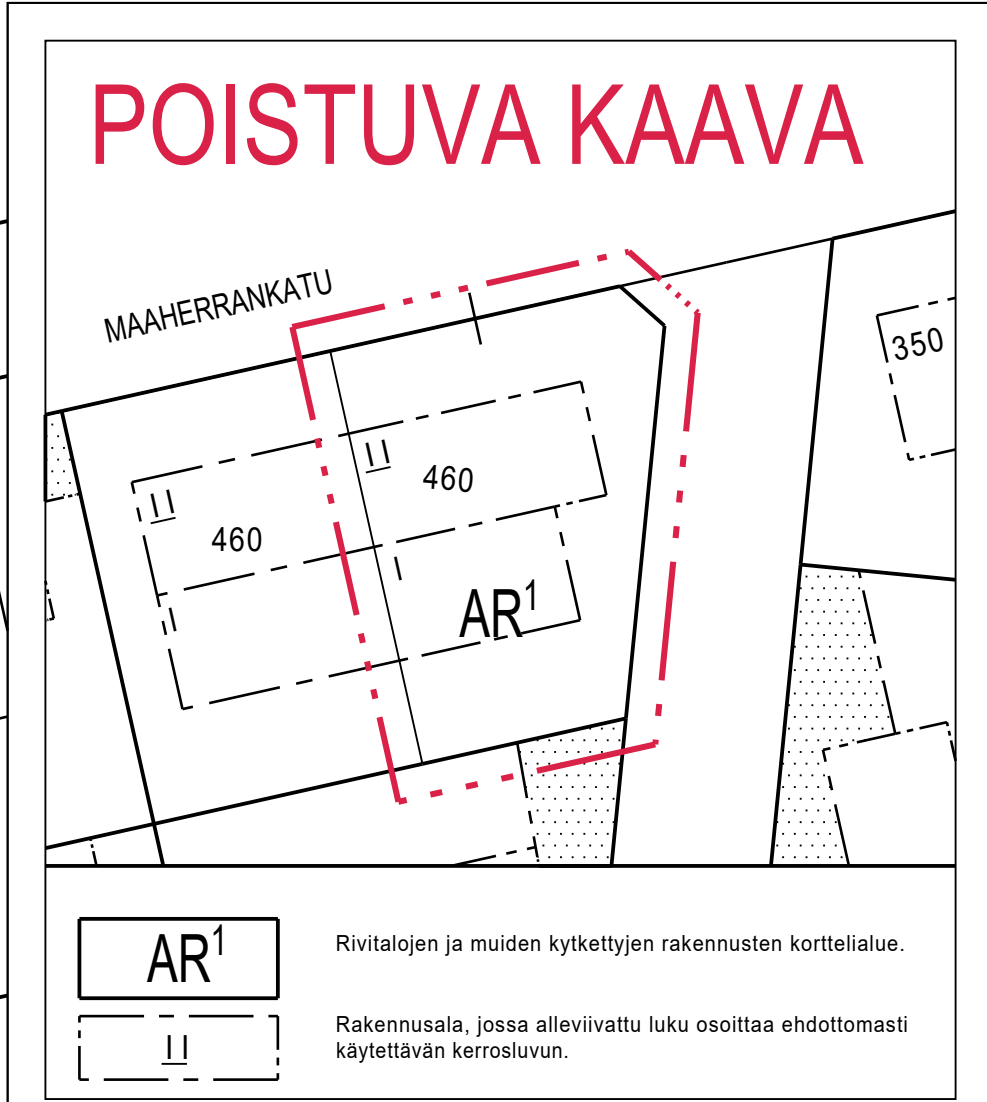 POISTUVA KAAVA
MAAHERRANKATU
350
II
460
II
460
I
AR¹
AR¹
Rivitalojen ja muiden kytkettyjen rakennusten korttelialue.
II
Rakennusala, jossa alleviivattu luku osoittaa ehdottomasti
käytettävän kerrosluvun.